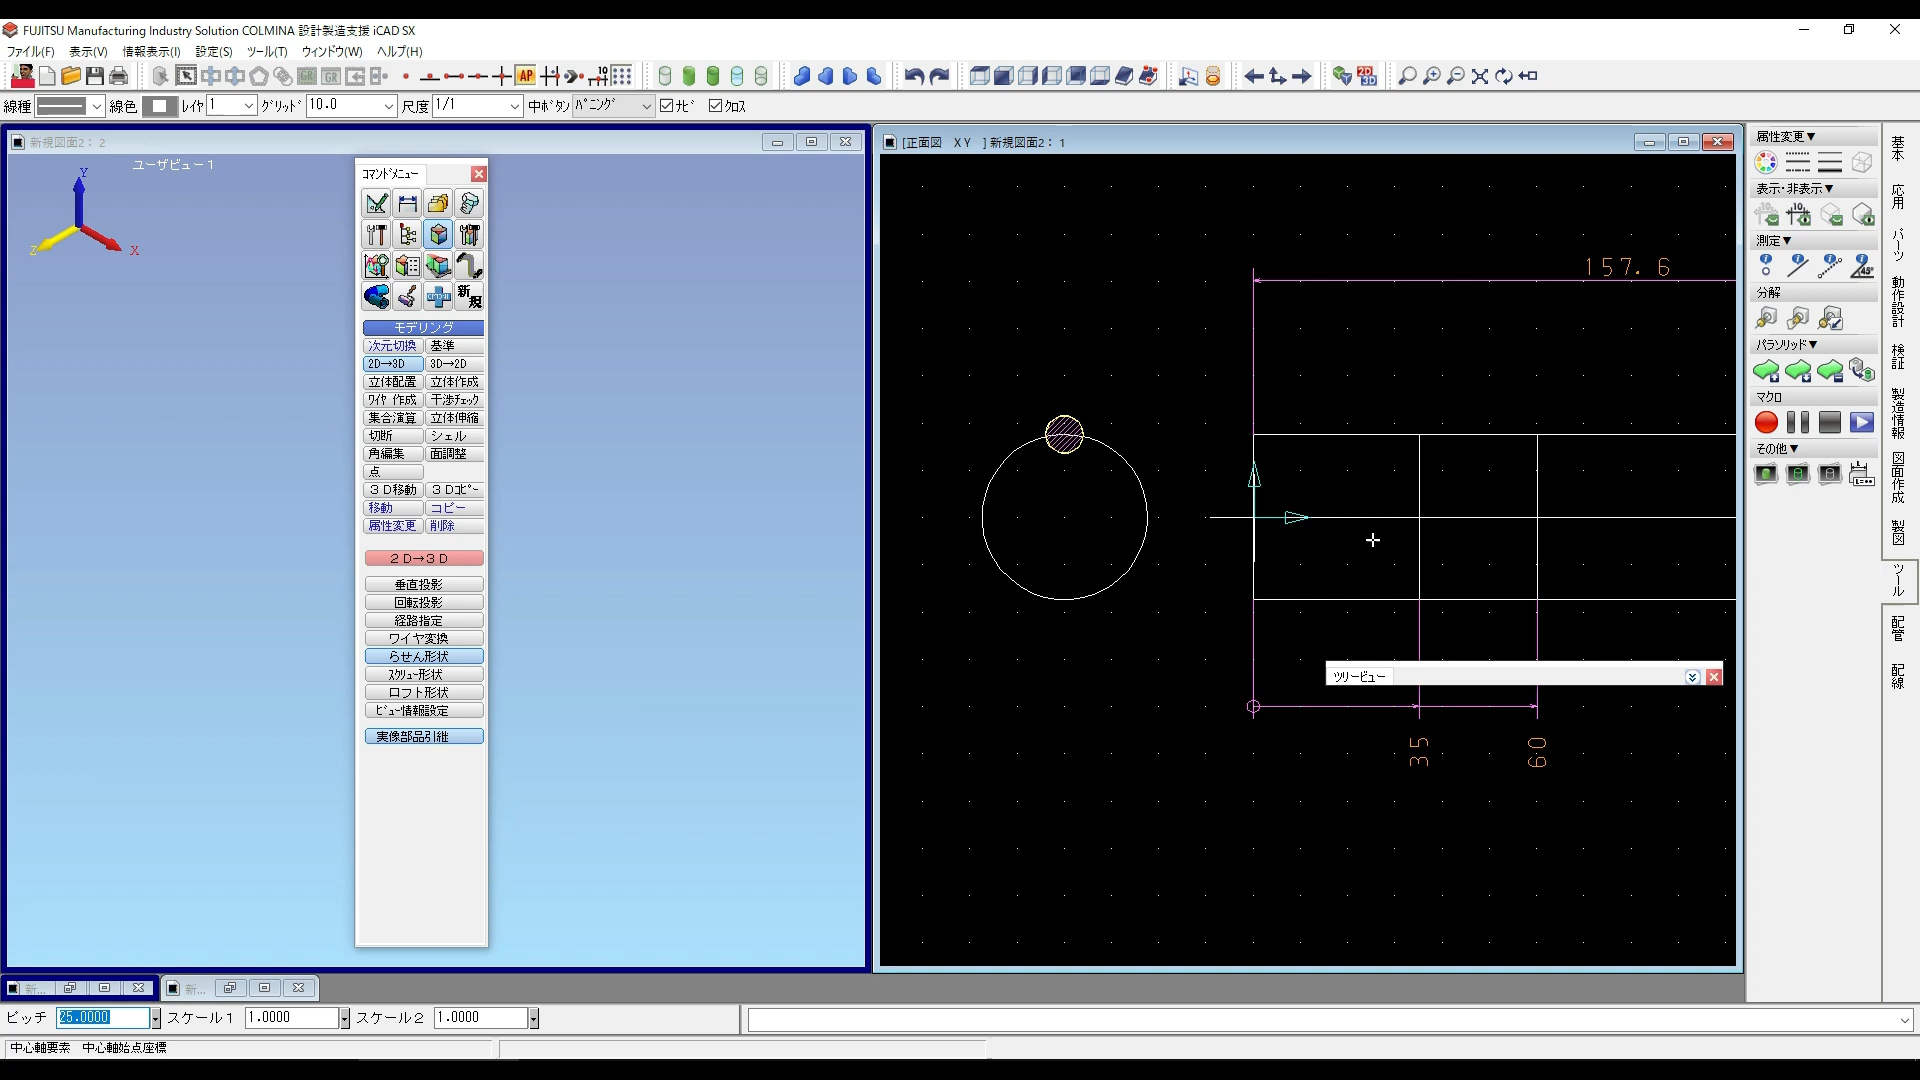 FUJITSU Manufacturing Industry Solution COLMINA 設計製造支援 iCAD SX
ファイル(F) 表示(V) 情報表示(I) 設定(S) ツール(T) ウィンドウ(W) ヘルプ(H)
線種 線色 レイヤ 1 グリッド 10.0 尺度 1/1 中ボタン パニング ナビ クロス
新規図面2: 2
ユーザビュー1
Y
Z
X
コマンドメニュー
新規
モデリング
次元切換 基準
2D→3D 3D→2D
立体配置 立体作成
ワイヤ作成 干渉チェック
集合演算 立体伸縮
切断 シェル
角編集 面調整
点
3D移動 3Dコピー
移動 コピー
属性変更 削除
2D→3D
垂直投影
回転投影
経路指定
ワイヤ変換
らせん形状
スクリュー形状
ロフト形状
ビュー情報設定
実像部品引継
[正面図 XY ] 新規図面2: 1
157.6
35
60
ツリービュー
属性変更▼
表示・非表示▼
測定▼
分解
パラソリッド▼
マクロ
その他▼
基本
応用
パーツ
動作設計
検証
製造情報
図面作成
製図
ツール
配管
配線
新...
新...
ピッチ 25.0000 スケール1 1.0000 スケール2 1.0000
中心軸要素 中心軸始点座標